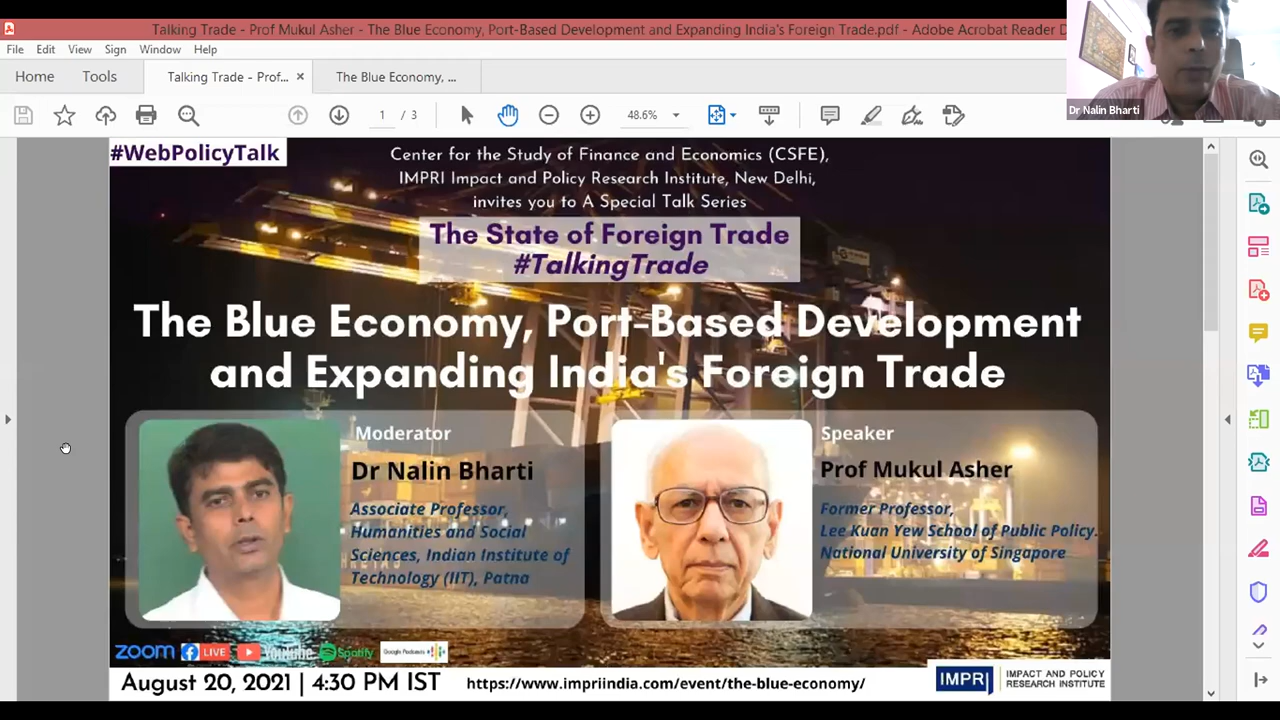 Talking Trade - Prof Mukul Asher - The Blue Economy, Port-Based Development and Expanding India's Foreign Trade.pdf - Adobe Acrobat Reader D
File Edit View Sign Window Help
Home Tools Talking Trade - Prof... × The Blue Economy, ...
1 / 3 48.6%
Dr Nalin Bharti
#WebPolicyTalk
Center for the Study of Finance and Economics (CSFE),
IMPRI Impact and Policy Research Institute, New Delhi,
invites you to A Special Talk Series
The State of Foreign Trade
#TalkingTrade
The Blue Economy, Port-Based Development
and Expanding India's Foreign Trade
Moderator
Dr Nalin Bharti
Associate Professor,
Humanities and Social
Sciences, Indian Institute of
Technology (IIT), Patna
Speaker
Prof Mukul Asher
Former Professor,
Lee Kuan Yew School of Public Policy.
National University of Singapore
zoom LIVE YouTube Spotify Google Podcasts
August 20, 2021 | 4:30 PM IST https://www.impriindia.com/event/the-blue-economy/
IMPRI IMPACT AND POLICY
RESEARCH INSTITUTE